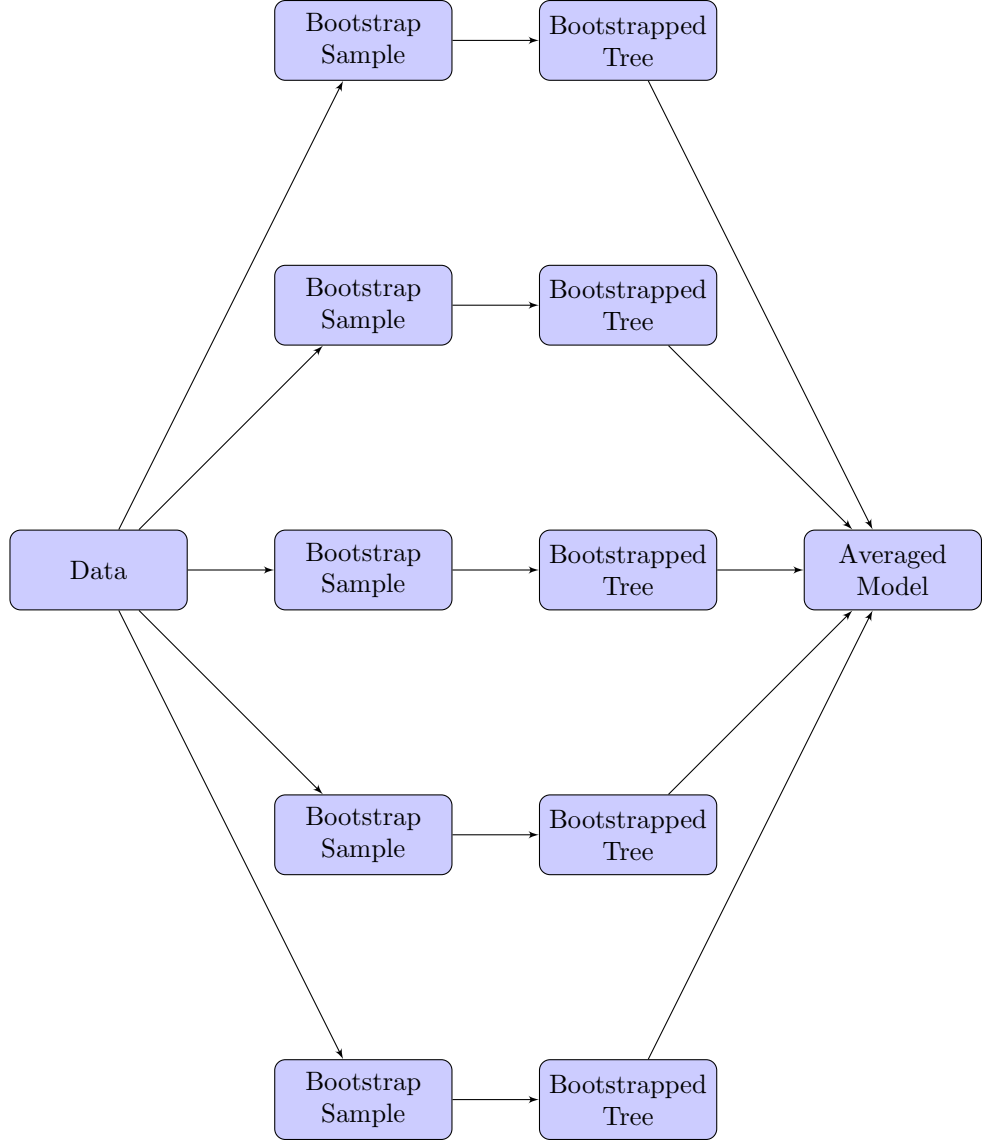 Bootstrap
Sample
Bootstrapped
Tree
Bootstrap
Sample
Bootstrapped
Tree
Data
Bootstrap
Sample
Bootstrapped
Tree
Averaged
Model
Bootstrap
Sample
Bootstrapped
Tree
Bootstrap
Sample
Bootstrapped
Tree